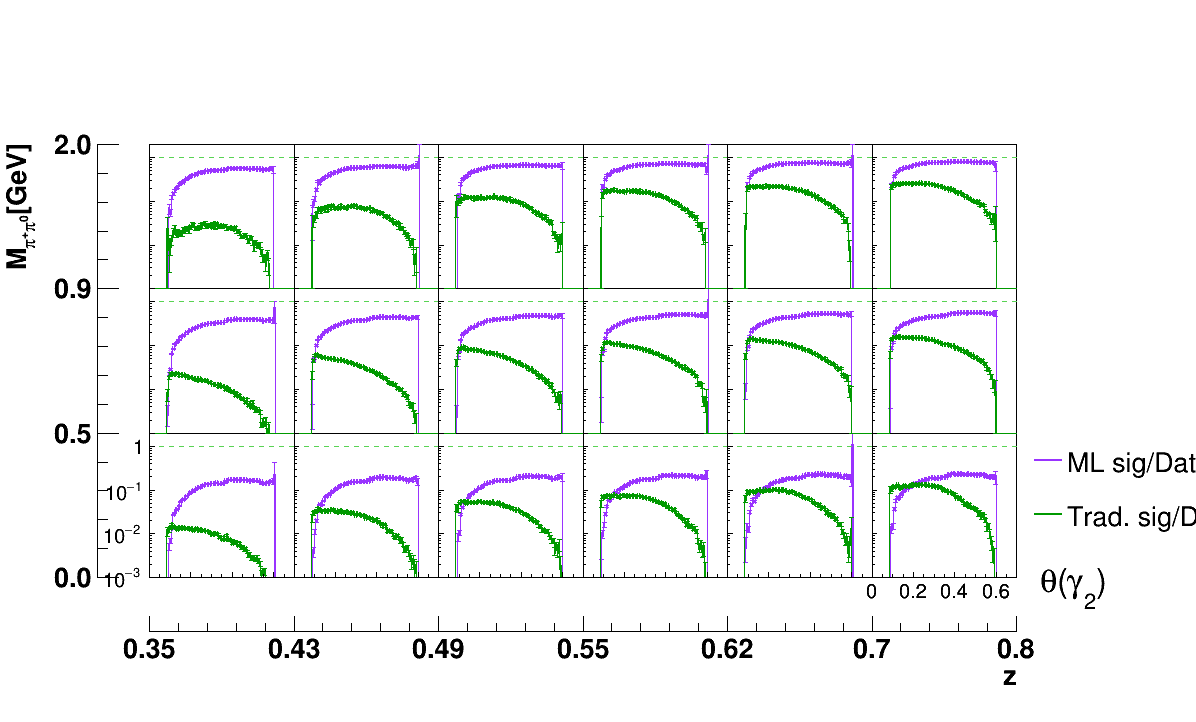 2.0
M_{π⁺π⁰}[GeV]
0.9
0.5
1
10⁻¹
10⁻²
10⁻³
0.0
ML sig/Dat
Trad. sig/D
θ(γ₂)
0 0.2 0.4 0.6
0.35 0.43 0.49 0.55 0.62 0.7 0.8
z